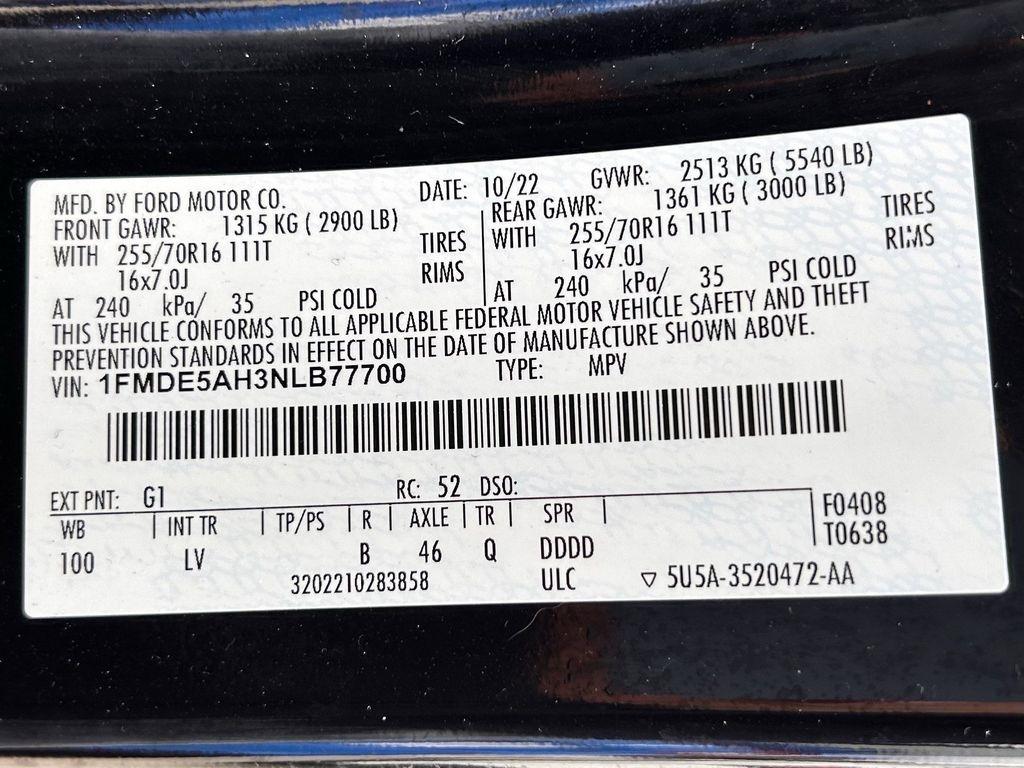 MFD. BY FORD MOTOR CO. DATE: 10/22 GVWR: 2513 KG ( 5540 LB)
FRONT GAWR: 1315 KG ( 2900 LB) REAR GAWR: 1361 KG ( 3000 LB)
WITH 255/70R16 111T TIRES WITH 255/70R16 111T TIRES
16x7.0J RIMS 16x7.0J RIMS
AT 240 kPa/ 35 PSI COLD AT 240 kPa/ 35 PSI COLD
THIS VEHICLE CONFORMS TO ALL APPLICABLE FEDERAL MOTOR VEHICLE SAFETY AND THEFT
PREVENTION STANDARDS IN EFFECT ON THE DATE OF MANUFACTURE SHOWN ABOVE.
VIN: 1FMDE5AH3NLB77700 TYPE: MPV
EXT PNT: G1 RC: 52 DSO:
WB INT TR TP/PS R AXLE TR SPR F0408
100 LV B 46 Q DDDD T0638
3202210283858 ULC ▽ 5U5A-3520472-AA